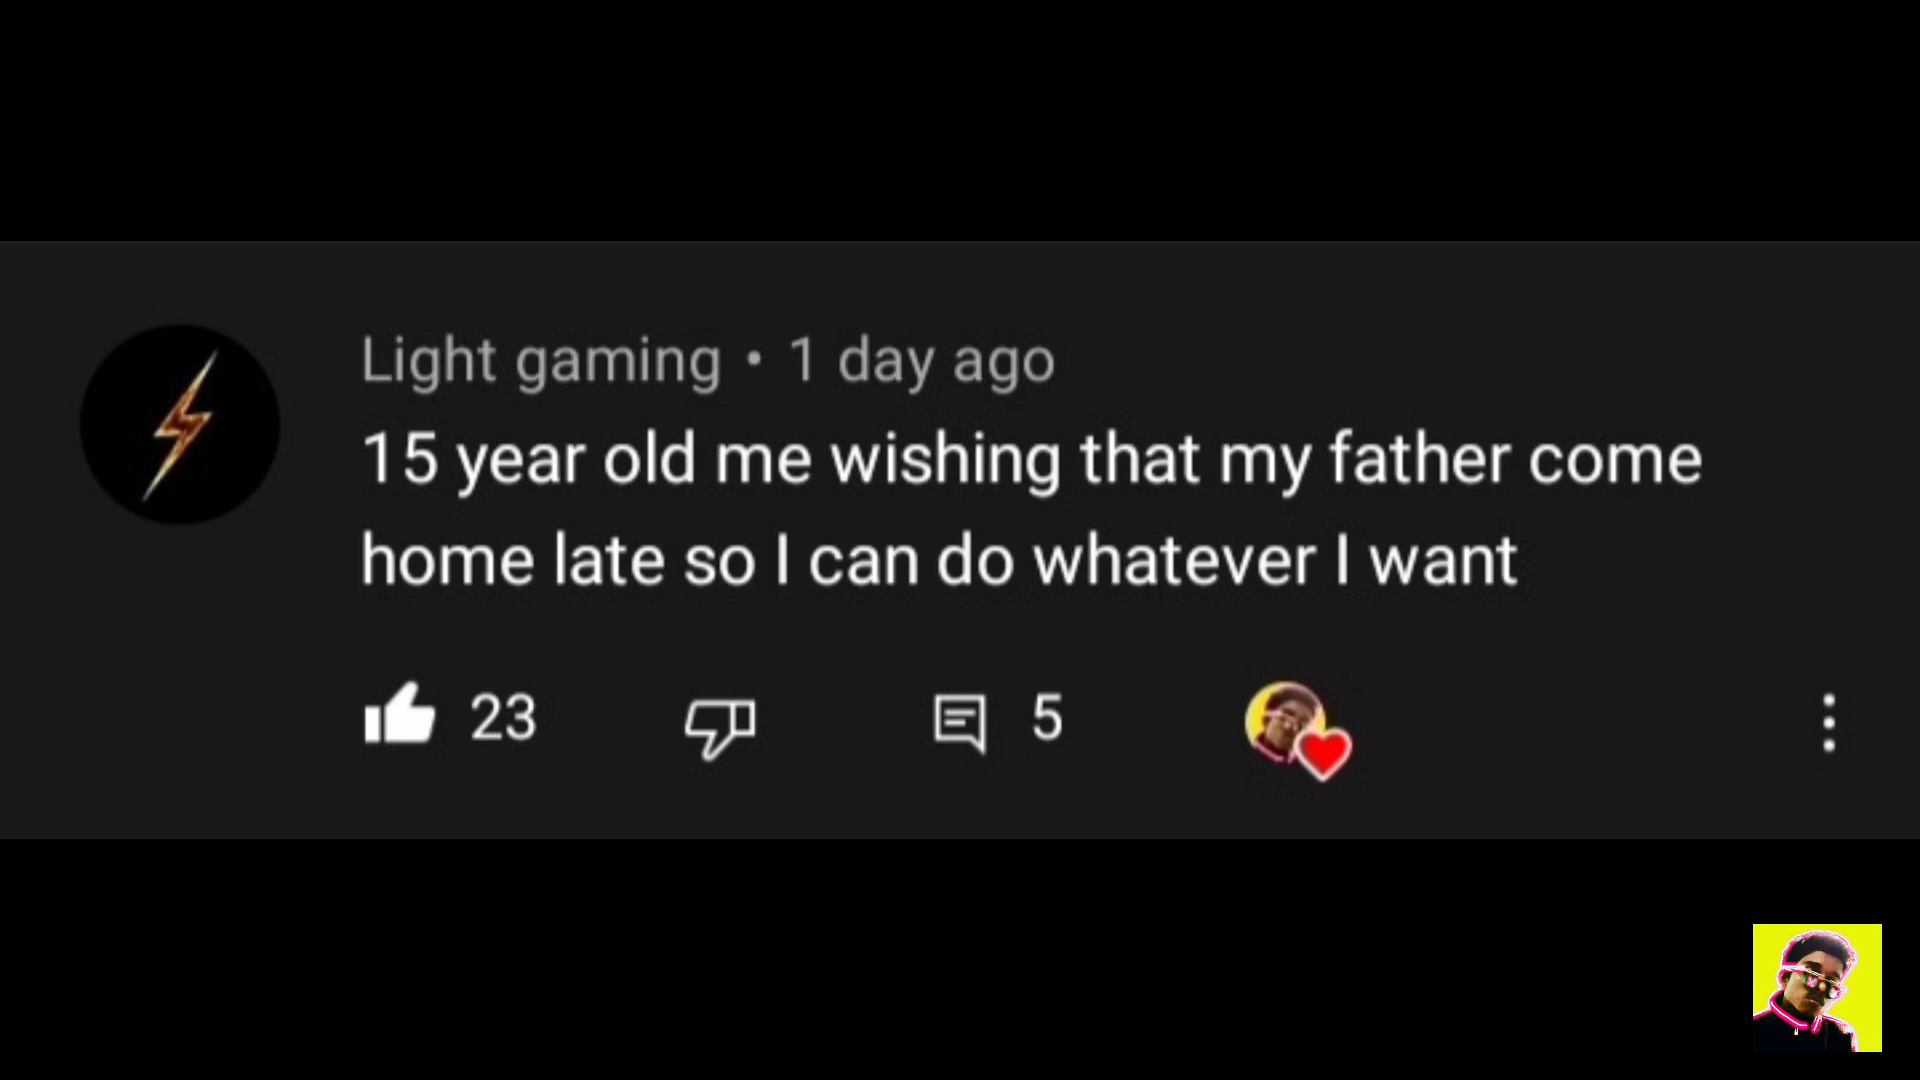 Light gaming • 1 day ago
15 year old me wishing that my father come
home late so I can do whatever I want
23 5